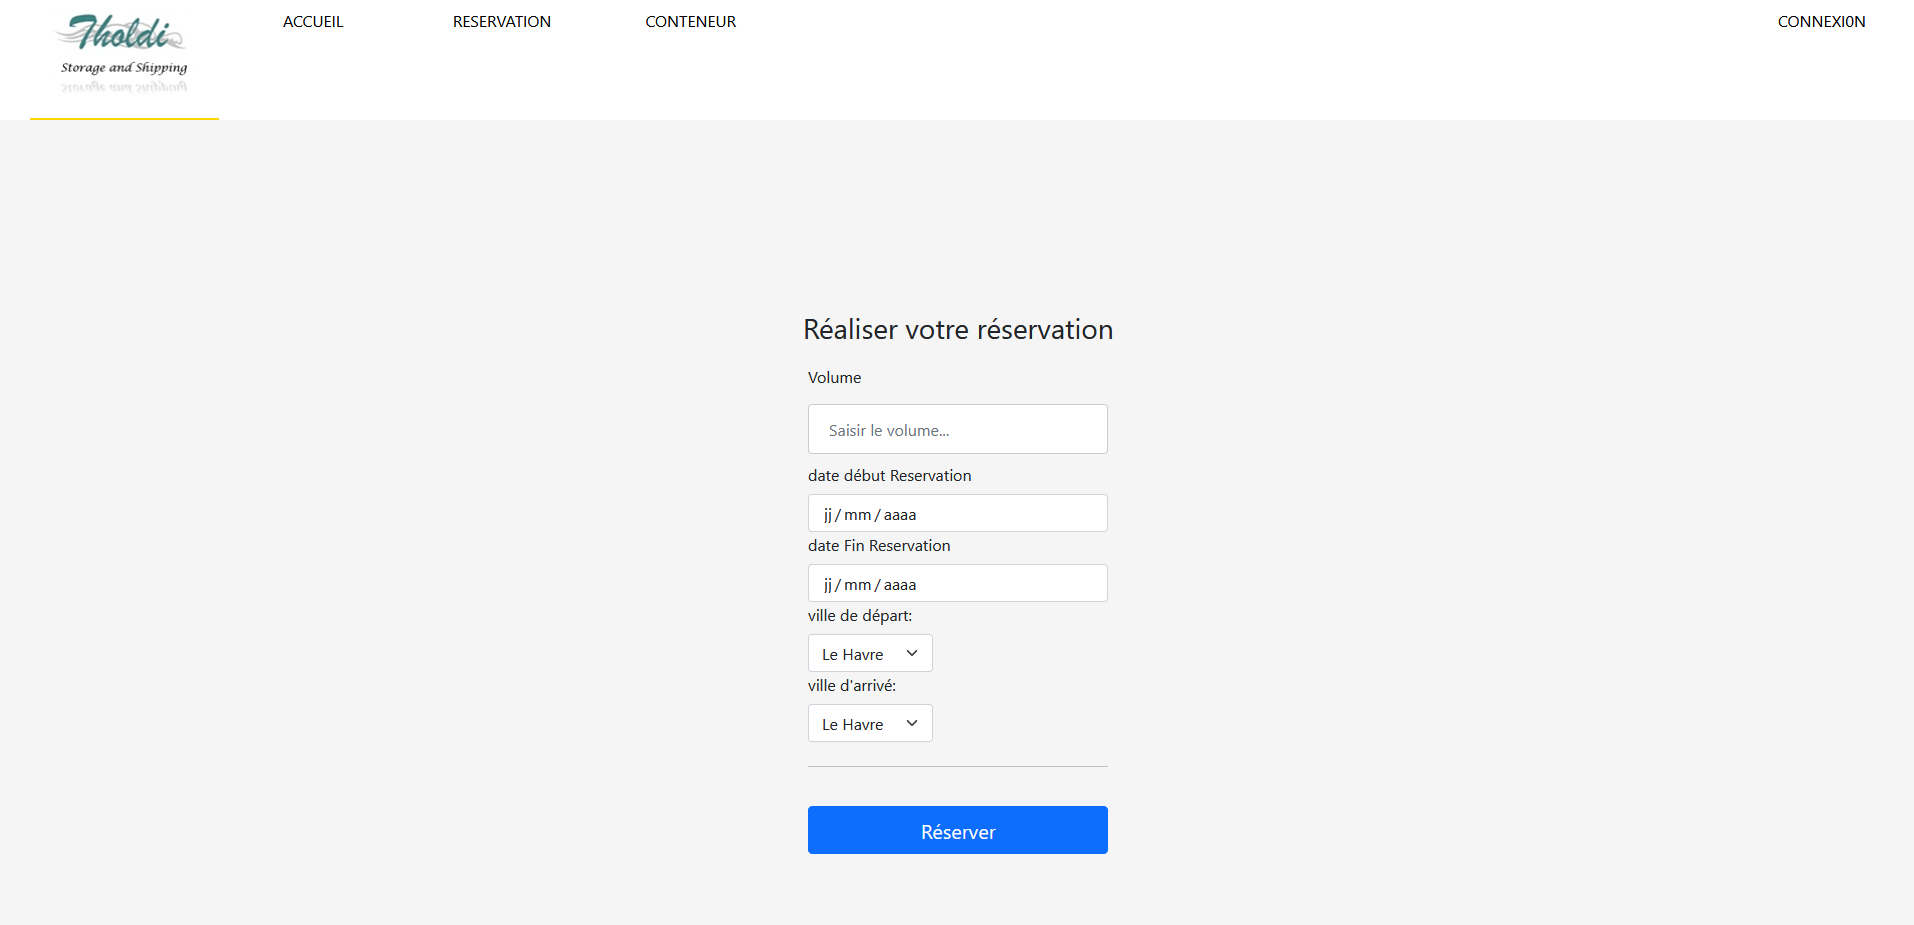 Tholdi
Storage and Shipping
ACCUEIL
RESERVATION
CONTENEUR
CONNEXI0N
Réaliser votre réservation
Volume
Saisir le volume...
date début Reservation
jj/mm/aaaa
date Fin Reservation
jj/mm/aaaa
ville de départ:
Le Havre
ville d'arrivé:
Le Havre
Réserver